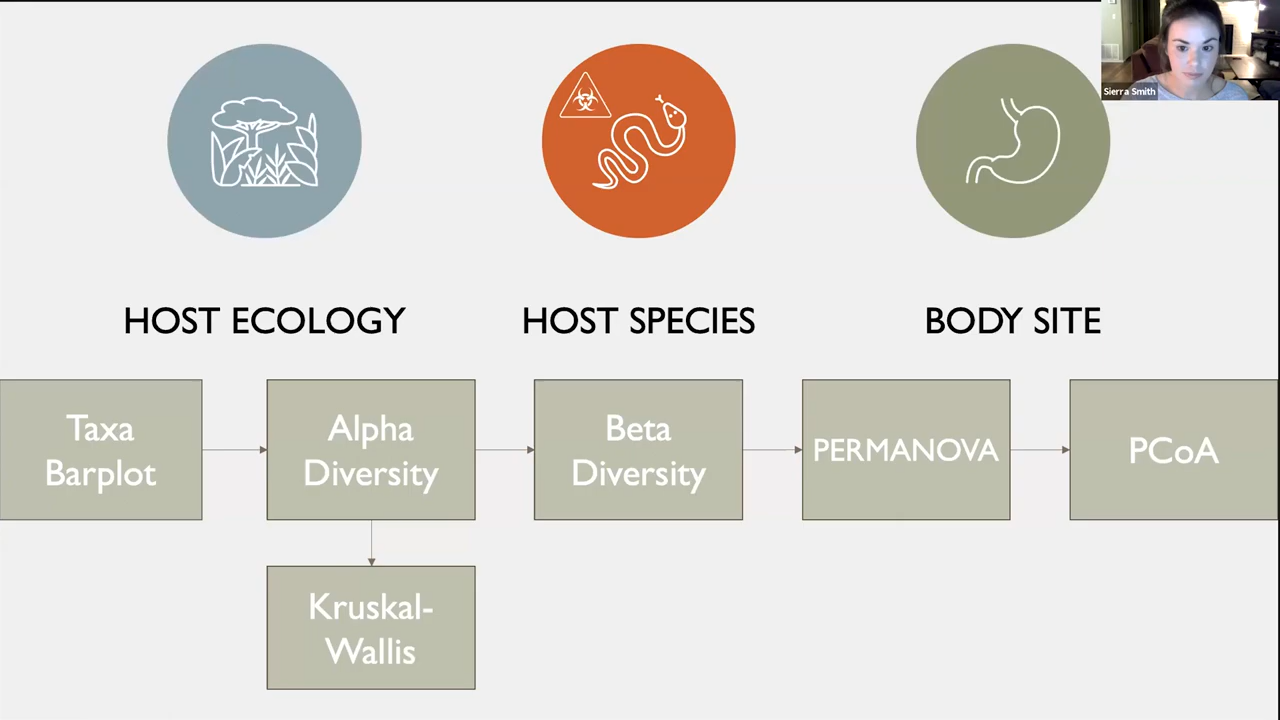 Sierra Smith
HOST ECOLOGY
HOST SPECIES
BODY SITE
Taxa
Barplot
Alpha
Diversity
Beta
Diversity
PERMANOVA
PCoA
Kruskal-
Wallis